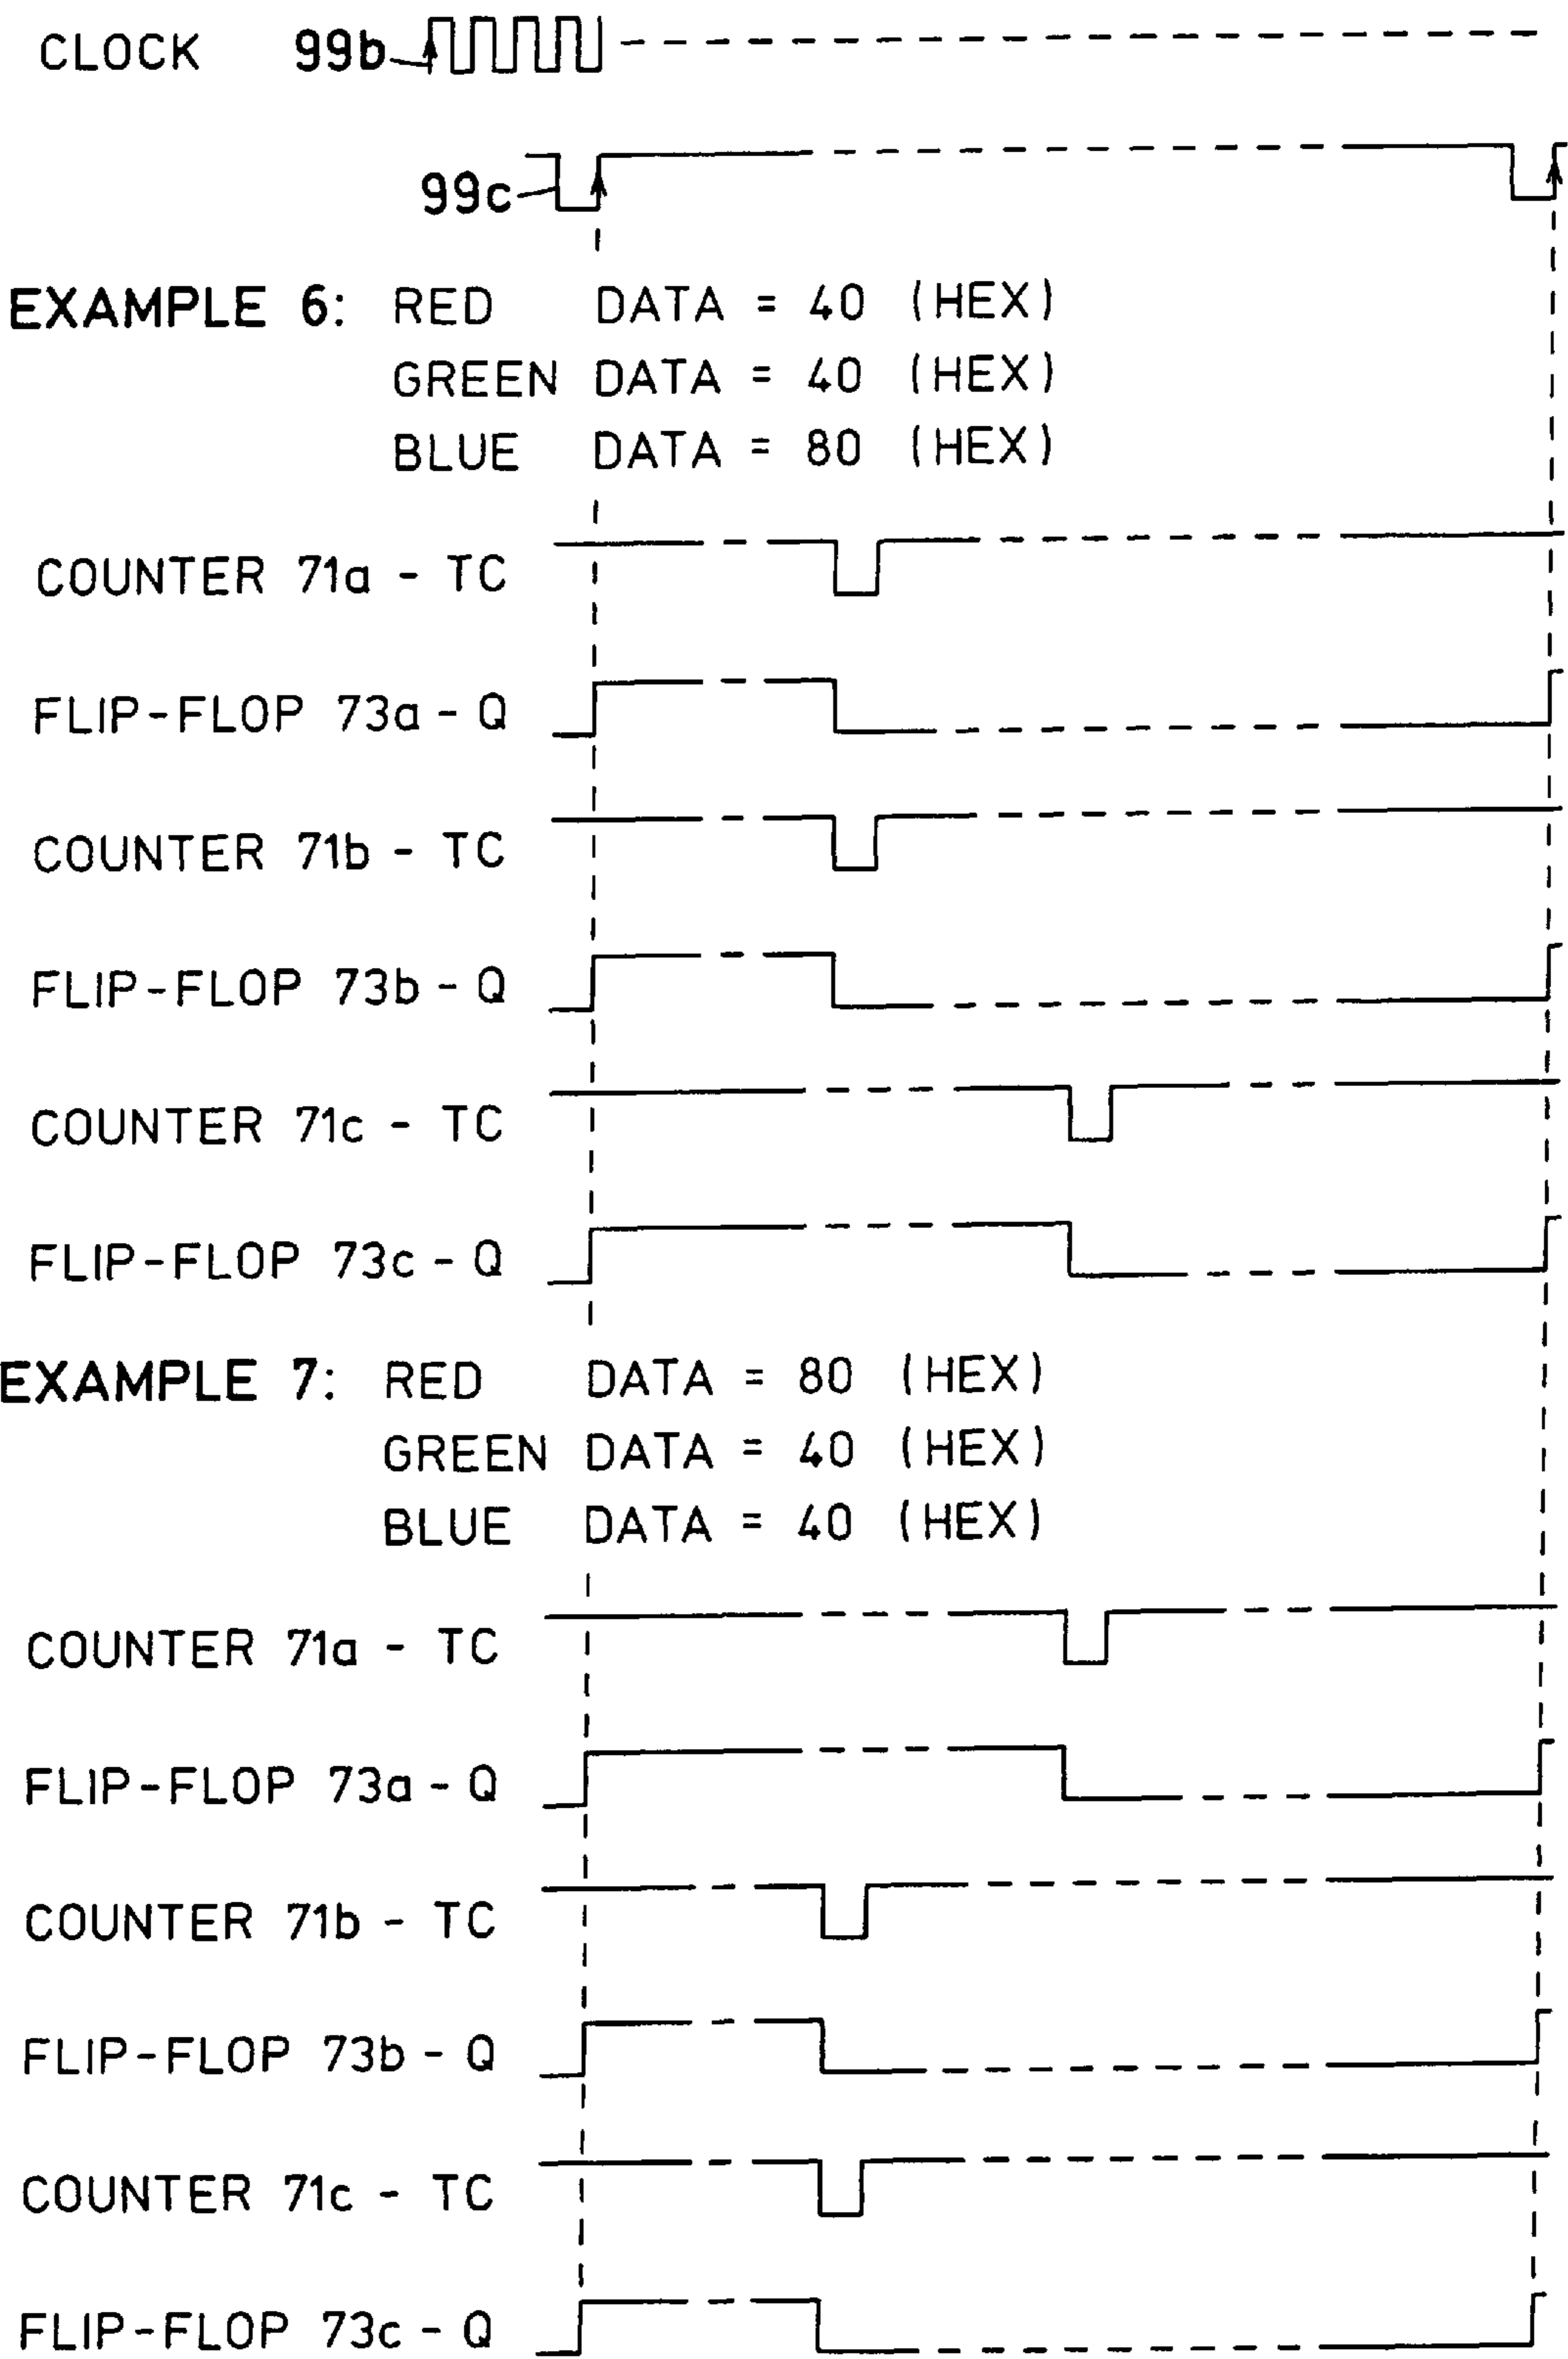 CLOCK 99b
99c
EXAMPLE 6: RED DATA = 40 (HEX)
GREEN DATA = 40 (HEX)
BLUE DATA = 80 (HEX)
COUNTER 71a - TC
FLIP-FLOP 73a - Q
COUNTER 71b - TC
FLIP-FLOP 73b - Q
COUNTER 71c - TC
FLIP-FLOP 73c - Q
EXAMPLE 7: RED DATA = 80 (HEX)
GREEN DATA = 40 (HEX)
BLUE DATA = 40 (HEX)
COUNTER 71a - TC
FLIP-FLOP 73a - Q
COUNTER 71b - TC
FLIP-FLOP 73b - Q
COUNTER 71c - TC
FLIP-FLOP 73c - Q